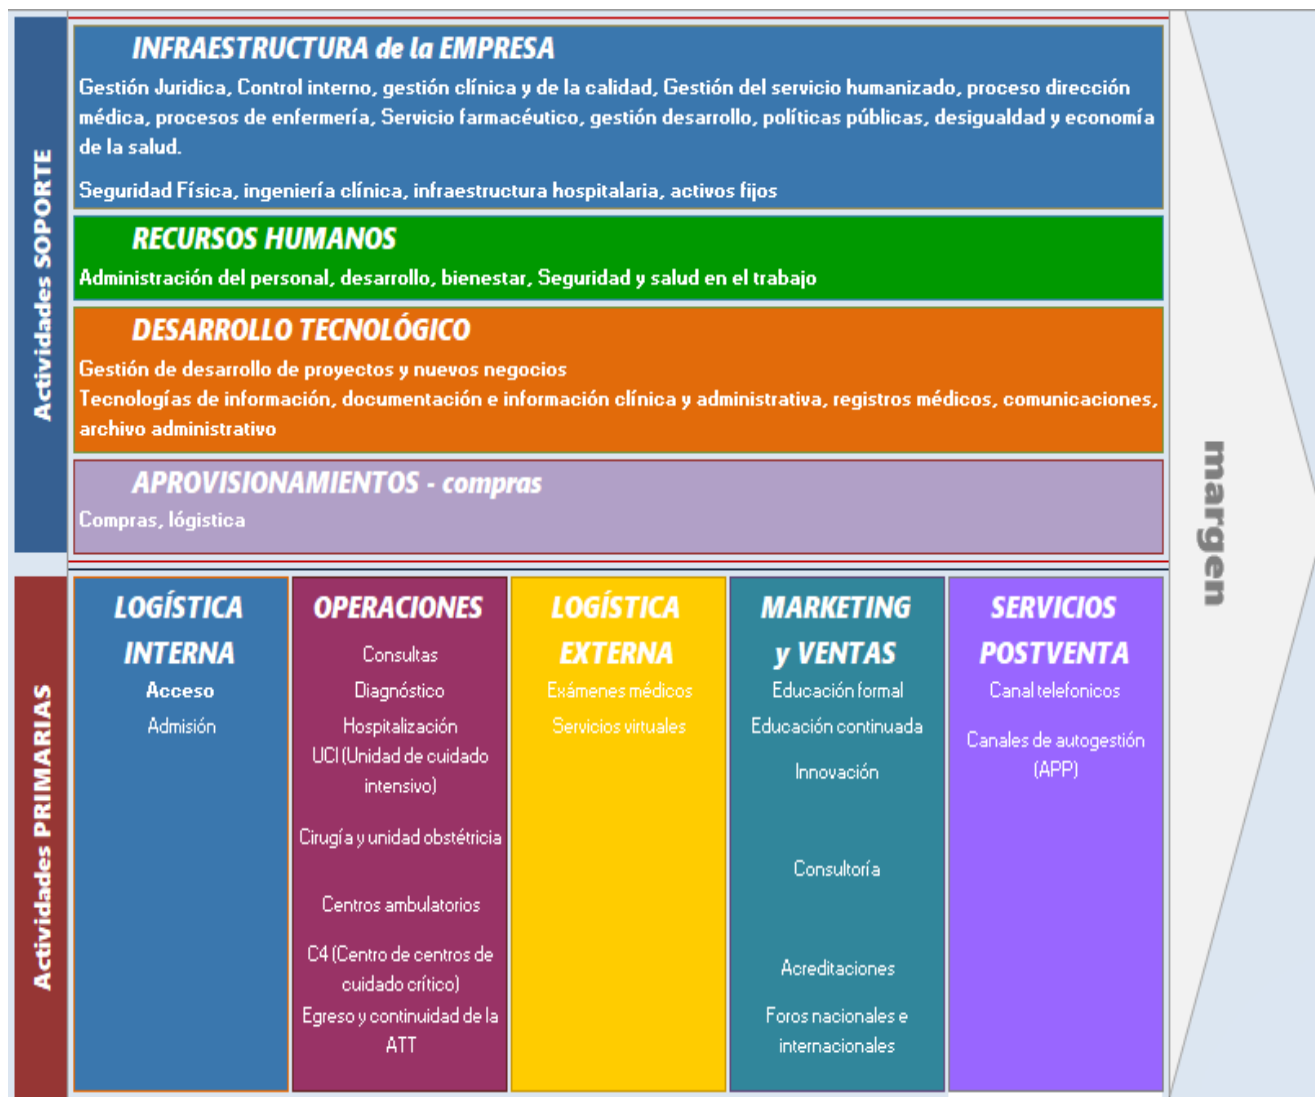 Actividades SOPORTE
INFRAESTRUCTURA de la EMPRESA
Gestión Juridica, Control interno, gestión clínica y de la calidad, Gestión del servicio humanizado, proceso dirección
médica, procesos de enfermería, Servicio farmacéutico, gestión desarrollo, políticas públicas, desigualdad y economía
de la salud.
Seguridad Física, ingeniería clínica, infraestructura hospitalaria, activos fijos
RECURSOS HUMANOS
Administración del personal, desarrollo, bienestar, Seguridad y salud en el trabajo
DESARROLLO TECNOLÓGICO
Gestión de desarrollo de proyectos y nuevos negocios
Tecnologías de información, documentación e información clínica y administrativa, registros médicos, comunicaciones,
archivo administrativo
APROVISIONAMIENTOS - compras
Compras, lógistica
margen
Actividades PRIMARIAS
LOGÍSTICA
INTERNA
Acceso
Admisión
OPERACIONES
Consultas
Diagnóstico
Hospitalización
UCI (Unidad de cuidado
intensivo)
Cirugía y unidad obstétricia
Centros ambulatorios
C4 (Centro de centros de
cuidado crítico)
Egreso y continuidad de la
ATT
LOGÍSTICA
EXTERNA
Exámenes médicos
Servicios virtuales
MARKETING
y VENTAS
Educación formal
Educación continuada
Innovación
Consultoría
Acreditaciones
Foros nacionales e
internacionales
SERVICIOS
POSTVENTA
Canal telefonicos
Canales de autogestión
(APP)